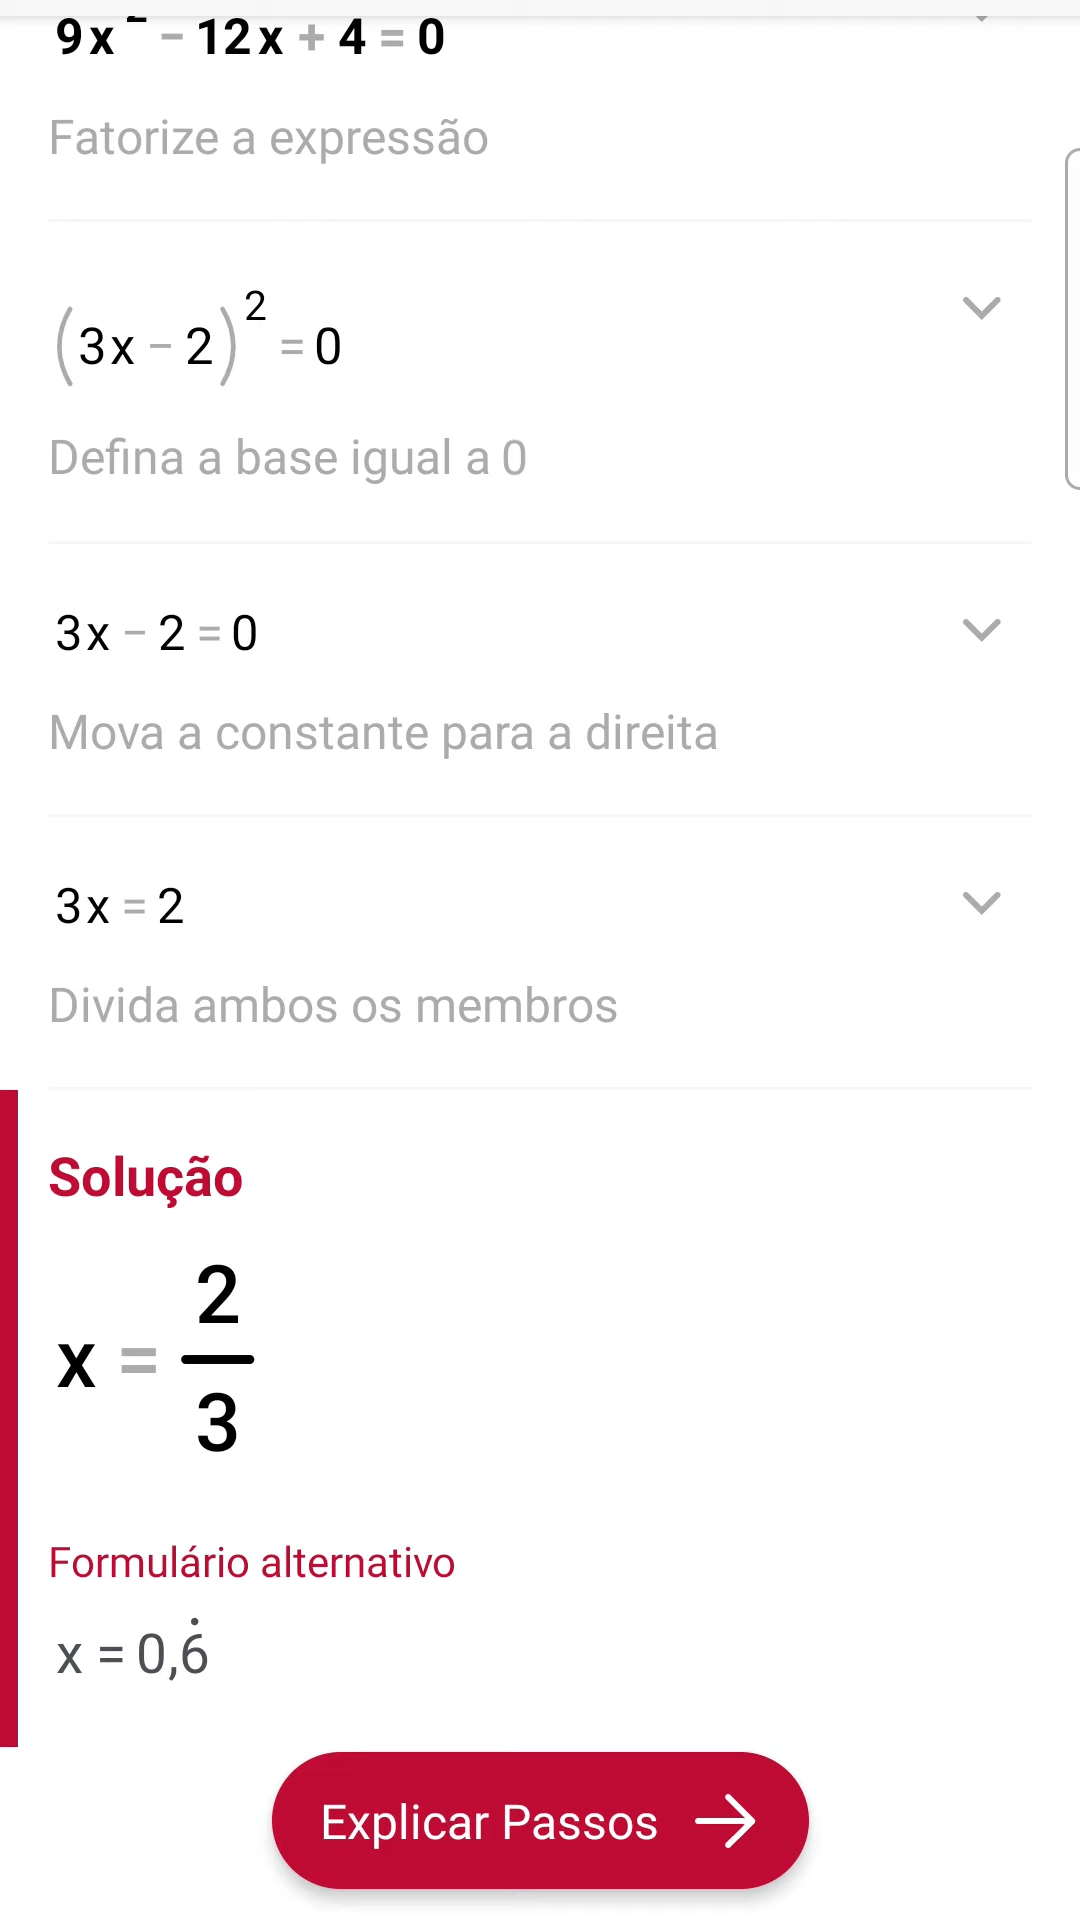 9x² − 12x + 4 = 0
Fatorize a expressão
(3x − 2)² = 0
Defina a base igual a 0
3x − 2 = 0
Mova a constante para a direita
3x = 2
Divida ambos os membros
Solução
x = 2/3
Formulário alternativo
x = 0,6̇
Explicar Passos